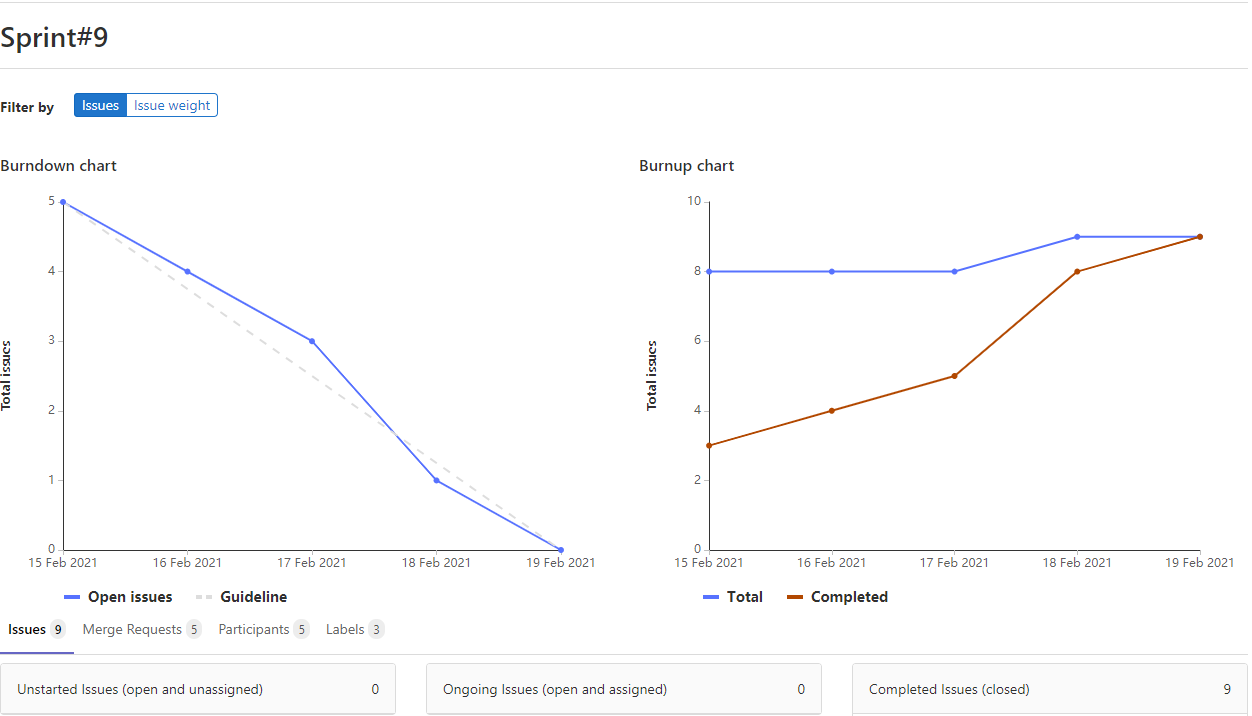 Sprint#9
Filter by Issues Issue weight
Burndown chart
5
4
3
2
1
0
Total issues
15 Feb 2021 16 Feb 2021 17 Feb 2021 18 Feb 2021 19 Feb 2021
Open issues Guideline
Burnup chart
10
8
6
4
2
0
Total issues
15 Feb 2021 16 Feb 2021 17 Feb 2021 18 Feb 2021 19 Feb 2021
Total Completed
Issues 9 Merge Requests 5 Participants 5 Labels 3
Unstarted Issues (open and unassigned) 0
Ongoing Issues (open and assigned) 0
Completed Issues (closed) 9